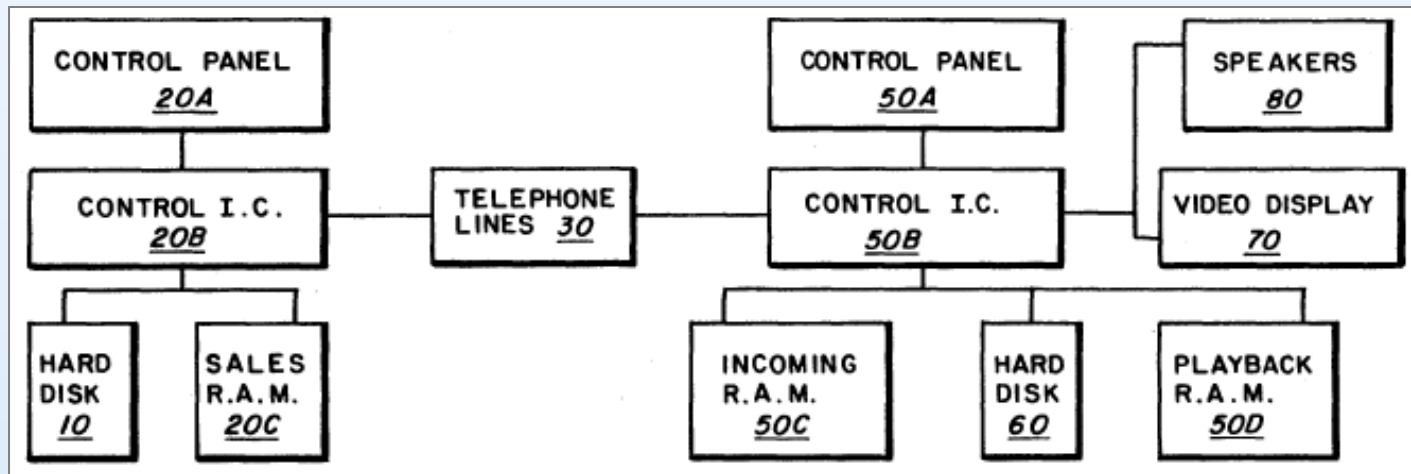 CONTROL PANEL
20A
CONTROL PANEL
50A
SPEAKERS
80
CONTROL I.C.
20B
TELEPHONE
LINES 30
CONTROL I.C.
50B
VIDEO DISPLAY
70
HARD
DISK
10
SALES
R.A.M.
20C
INCOMING
R.A.M.
50C
HARD
DISK
60
PLAYBACK
R.A.M.
50D